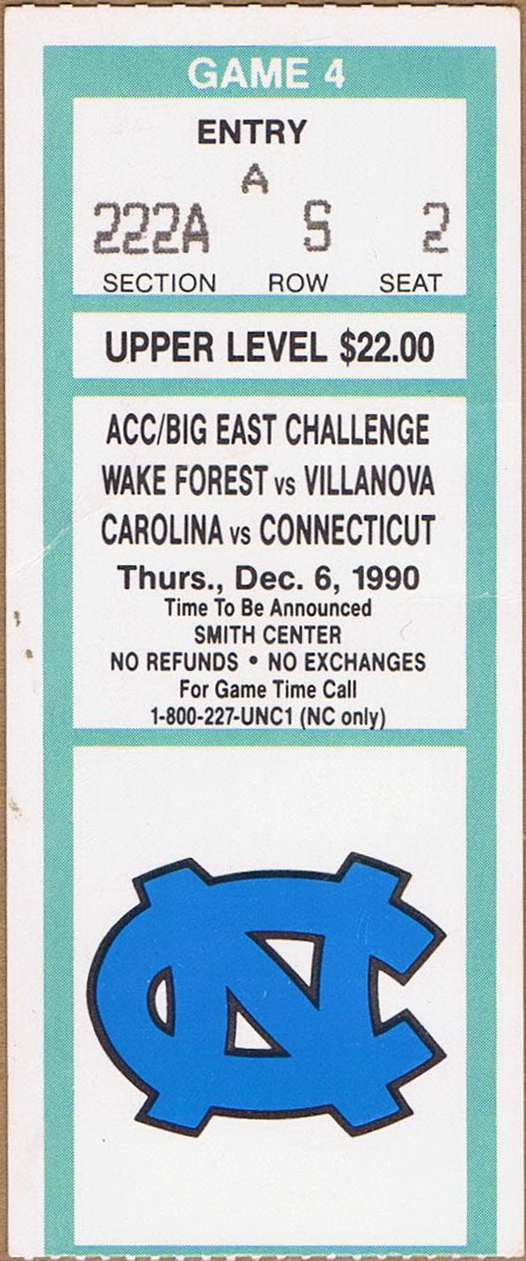 GAME 4
ENTRY
A
222A S 2
SECTION ROW SEAT
UPPER LEVEL $22.00
ACC/BIG EAST CHALLENGE
WAKE FOREST vs VILLANOVA
CAROLINA vs CONNECTICUT
Thurs., Dec. 6, 1990
Time To Be Announced
SMITH CENTER
NO REFUNDS • NO EXCHANGES
For Game Time Call
1-800-227-UNC1 (NC only)
NC